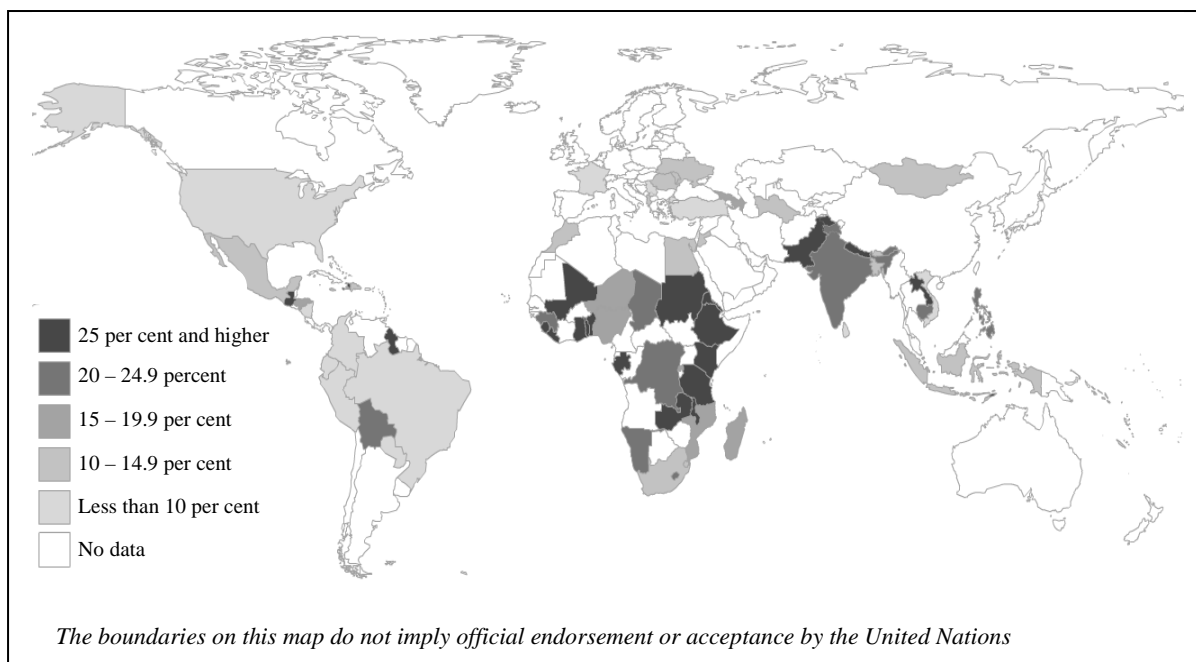 25 per cent and higher
20 – 24.9 percent
15 – 19.9 per cent
10 – 14.9 per cent
Less than 10 per cent
No data
The boundaries on this map do not imply official endorsement or acceptance by the United Nations